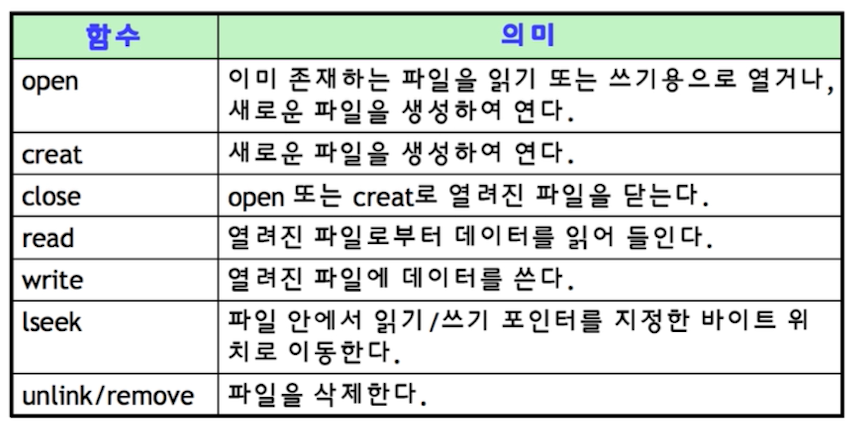 함수 의미
open 이미 존재하는 파일을 읽기 또는 쓰기용으로 열거나,
새로운 파일을 생성하여 연다.
creat 새로운 파일을 생성하여 연다.
close open 또는 creat로 열려진 파일을 닫는다.
read 열려진 파일로부터 데이터를 읽어 들인다.
write 열려진 파일에 데이터를 쓴다.
lseek 파일 안에서 읽기/쓰기 포인터를 지정한 바이트 위
치로 이동한다.
unlink/remove 파일을 삭제한다.